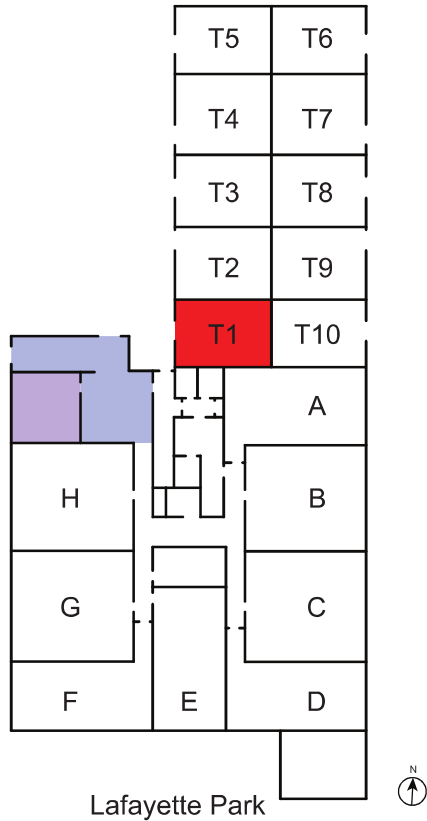 T5 T6
T4 T7
T3 T8
T2 T9
T1 T10
A
H B
G C
F E D
N
Lafayette Park